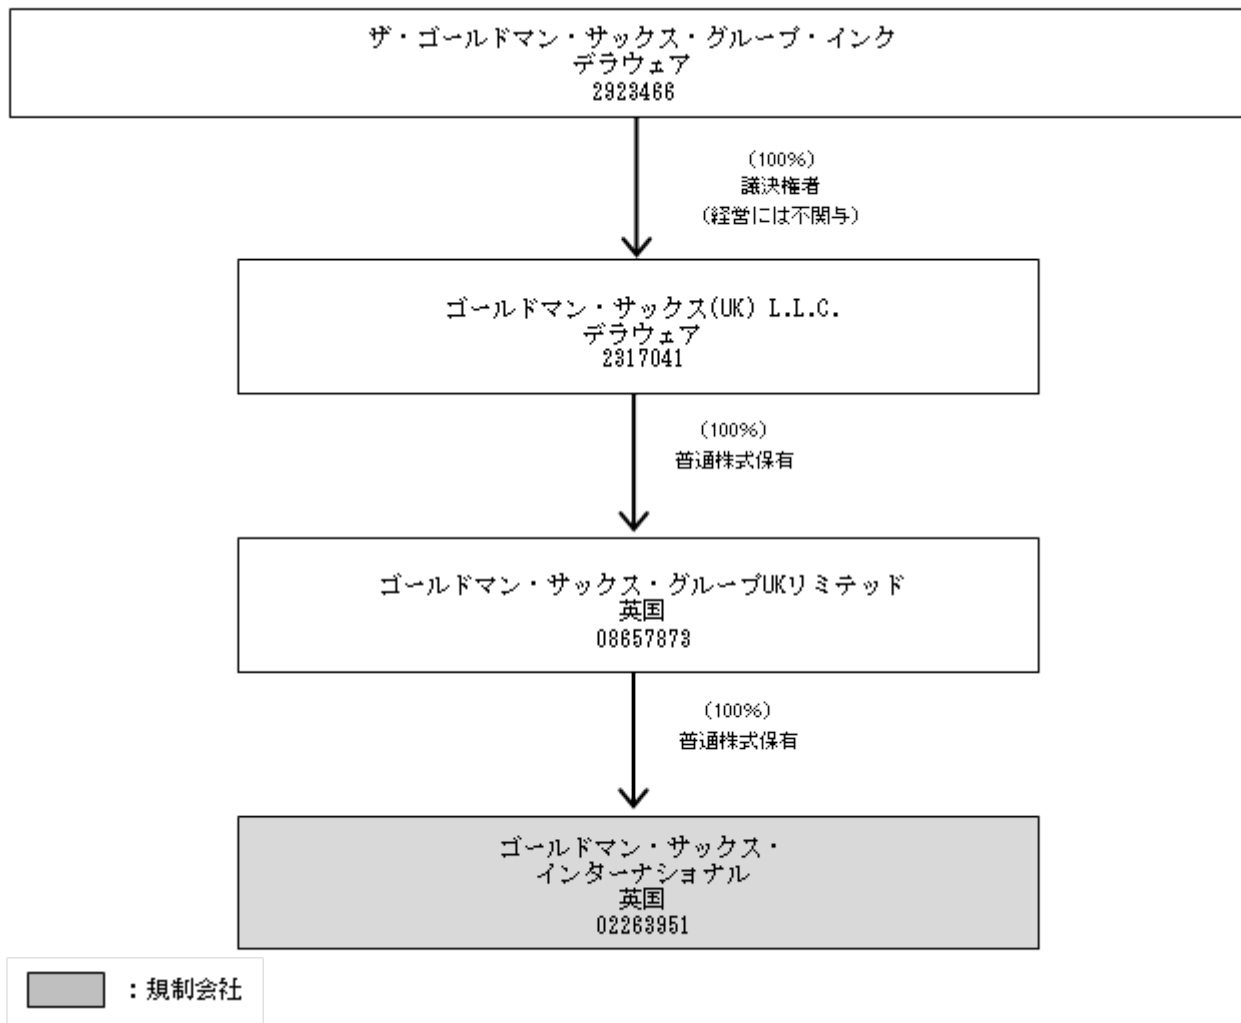 ザ・ゴールドマン・サックス・グループ・インク
デラウェア
2923466
(100%)
議決権者
(経営には不関与)
ゴールドマン・サックス(UK) L.L.C.
デラウェア
2317041
(100%)
普通株式保有
ゴールドマン・サックス・グループUKリミテッド
英国
08657873
(100%)
普通株式保有
ゴールドマン・サックス・
インターナショナル
英国
02263951
：規制会社